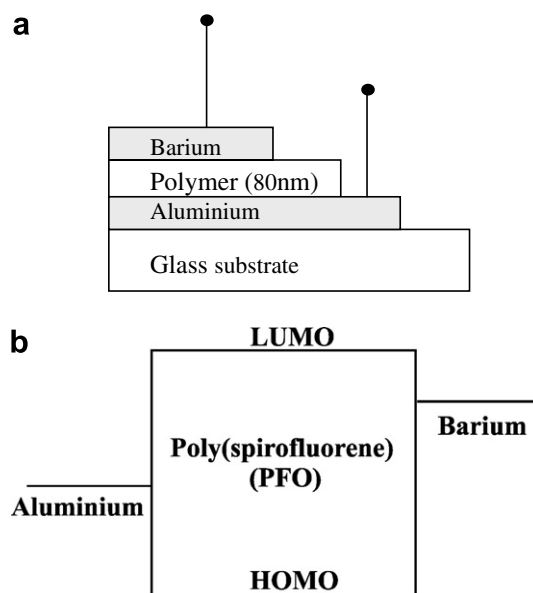 a
Barium
Polymer (80nm)
Aluminium
Glass substrate
b
LUMO
Barium
Poly(spirofluorene)
(PFO)
Aluminium
HOMO